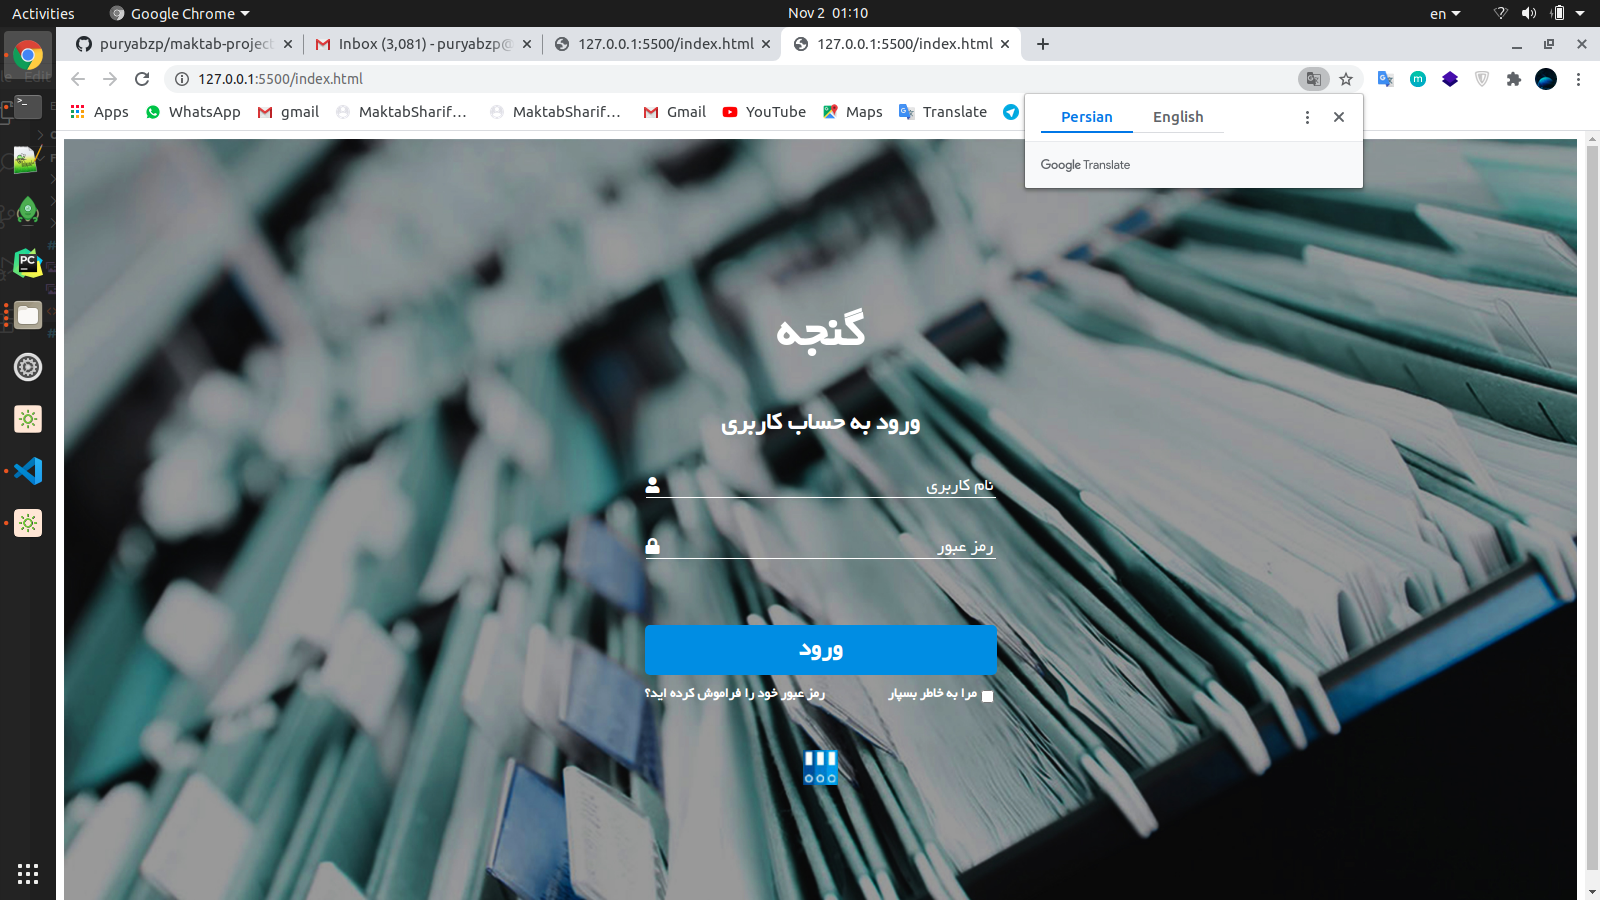 Activities
Google Chrome
Nov 2 01:10
en
puryabzp/maktab-project
Inbox (3,081) - puryabzp@
127.0.0.1:5500/index.html
127.0.0.1:5500/index.html
127.0.0.1:5500/index.html
Apps
WhatsApp
gmail
MaktabSharif...
MaktabSharif...
Gmail
YouTube
Maps
Translate
Persian
English
Google Translate
گنجه
ورود به حساب کاربری
نام کاربری
رمز عبور
ورود
مرا به خاطر بسپار
رمز عبور خود را فراموش کرده اید؟